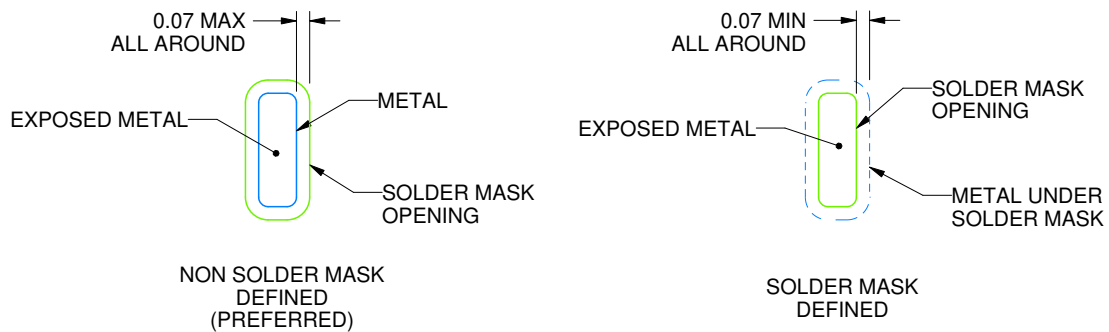 0.07 MAX
ALL AROUND
EXPOSED METAL
METAL
SOLDER MASK
OPENING
NON SOLDER MASK
DEFINED
(PREFERRED)
0.07 MIN
ALL AROUND
EXPOSED METAL
SOLDER MASK
OPENING
METAL UNDER
SOLDER MASK
SOLDER MASK
DEFINED